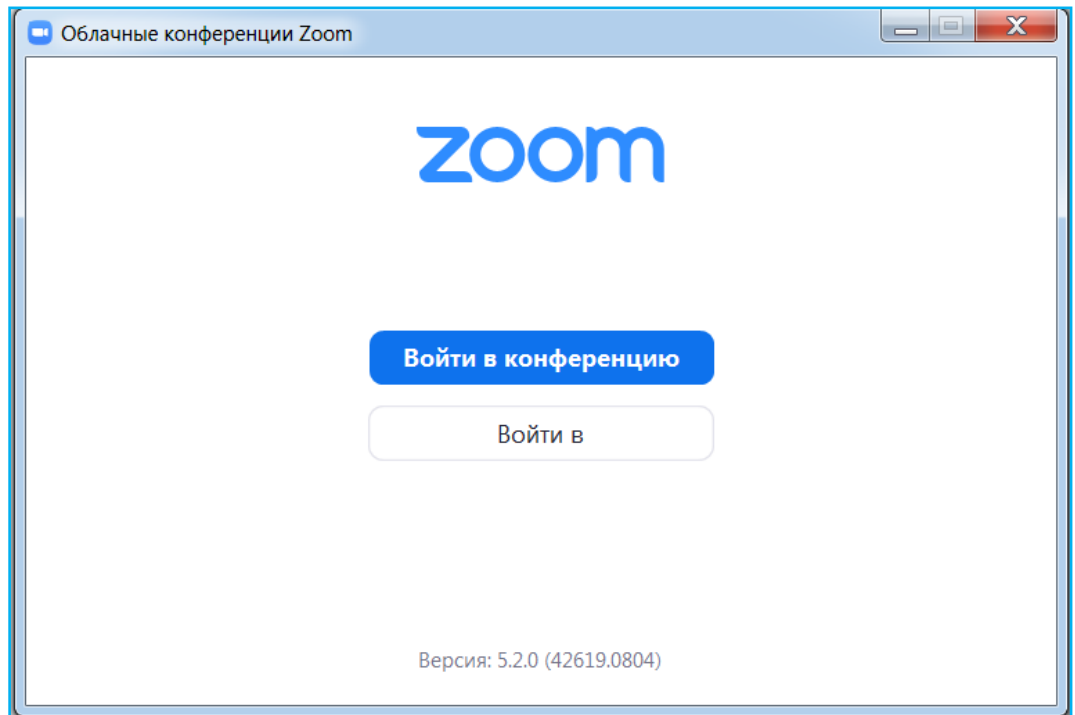 Облачные конференции Zoom
zoom
Войти в конференцию
Войти в
Версия: 5.2.0 (42619.0804)